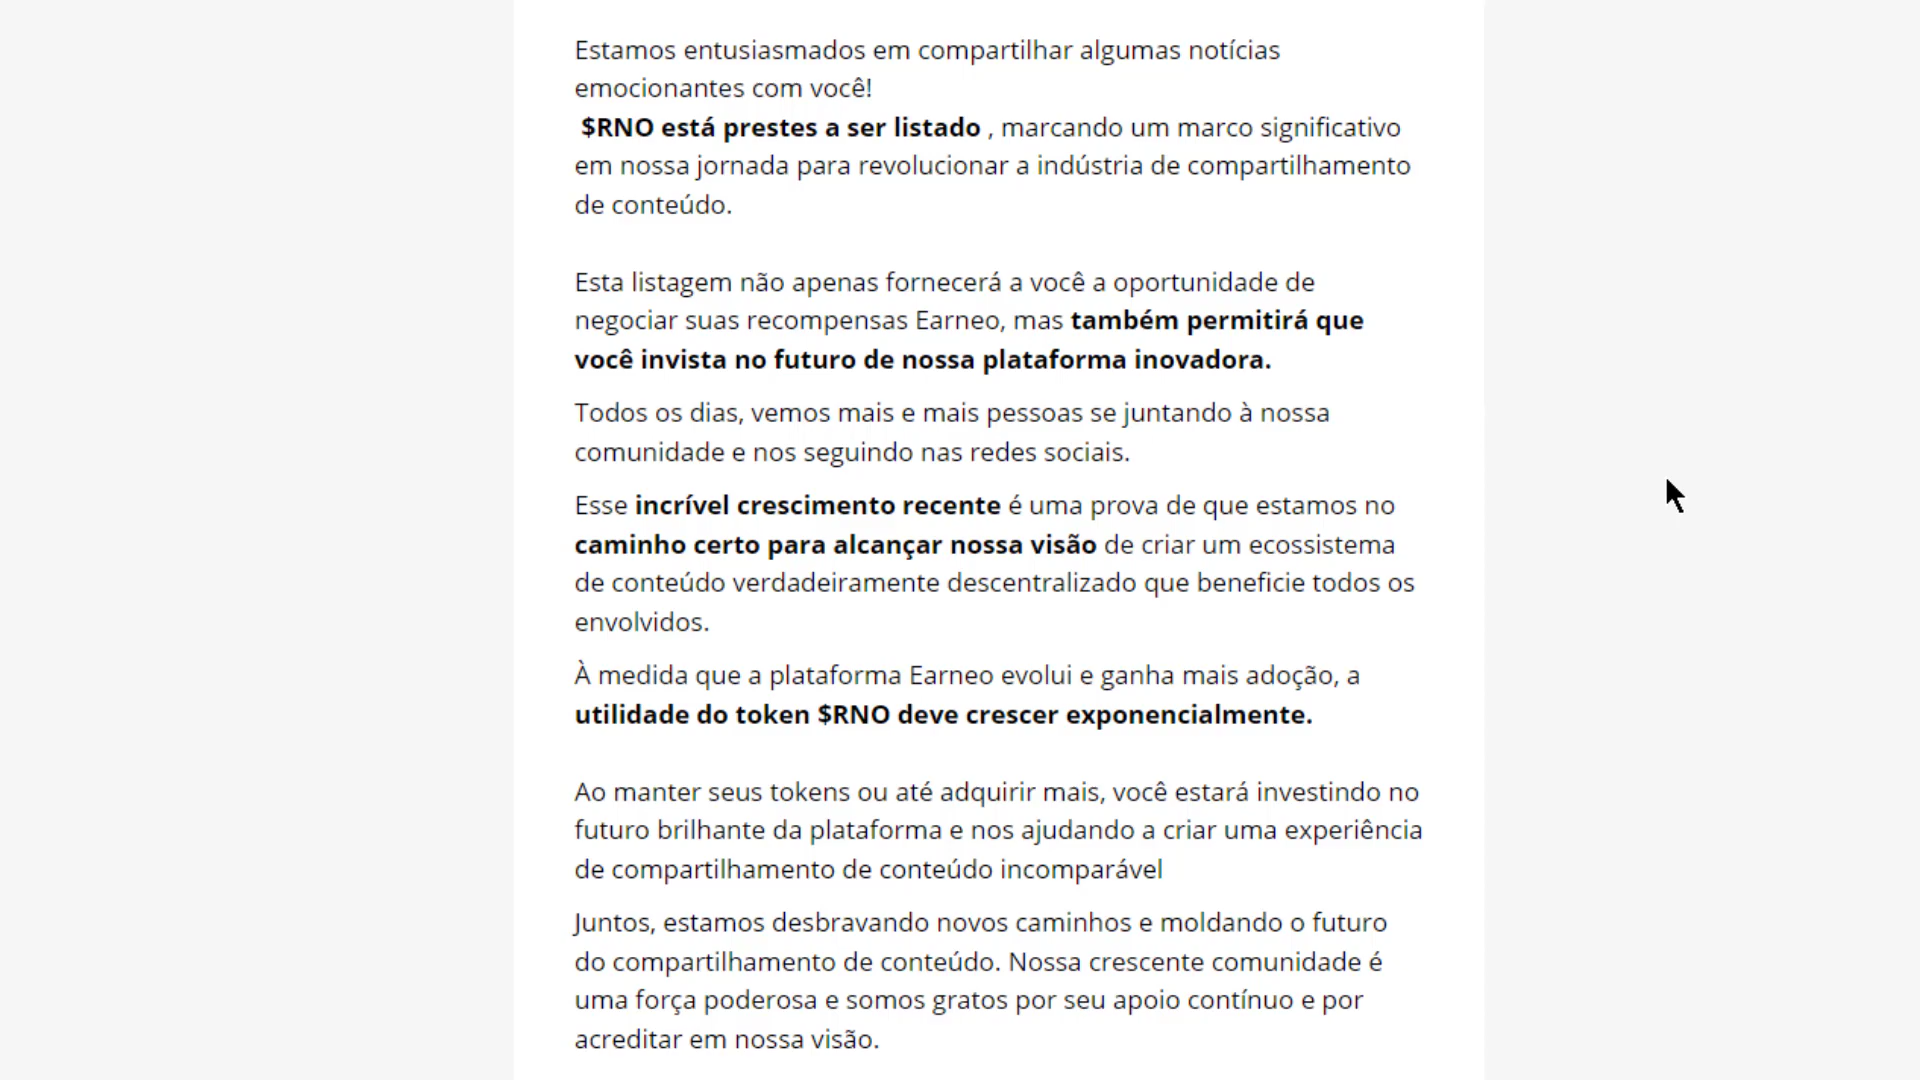 Estamos entusiasmados em compartilhar algumas notícias
emocionantes com você!
$RNO está prestes a ser listado , marcando um marco significativo
em nossa jornada para revolucionar a indústria de compartilhamento
de conteúdo.
Esta listagem não apenas fornecerá a você a oportunidade de
negociar suas recompensas Earneo, mas também permitirá que
você invista no futuro de nossa plataforma inovadora.
Todos os dias, vemos mais e mais pessoas se juntando à nossa
comunidade e nos seguindo nas redes sociais.
Esse incrível crescimento recente é uma prova de que estamos no
caminho certo para alcançar nossa visão de criar um ecossistema
de conteúdo verdadeiramente descentralizado que beneficie todos os
envolvidos.
À medida que a plataforma Earneo evolui e ganha mais adoção, a
utilidade do token $RNO deve crescer exponencialmente.
Ao manter seus tokens ou até adquirir mais, você estará investindo no
futuro brilhante da plataforma e nos ajudando a criar uma experiência
de compartilhamento de conteúdo incomparável
Juntos, estamos desbravando novos caminhos e moldando o futuro
do compartilhamento de conteúdo. Nossa crescente comunidade é
uma força poderosa e somos gratos por seu apoio contínuo e por
acreditar em nossa visão.